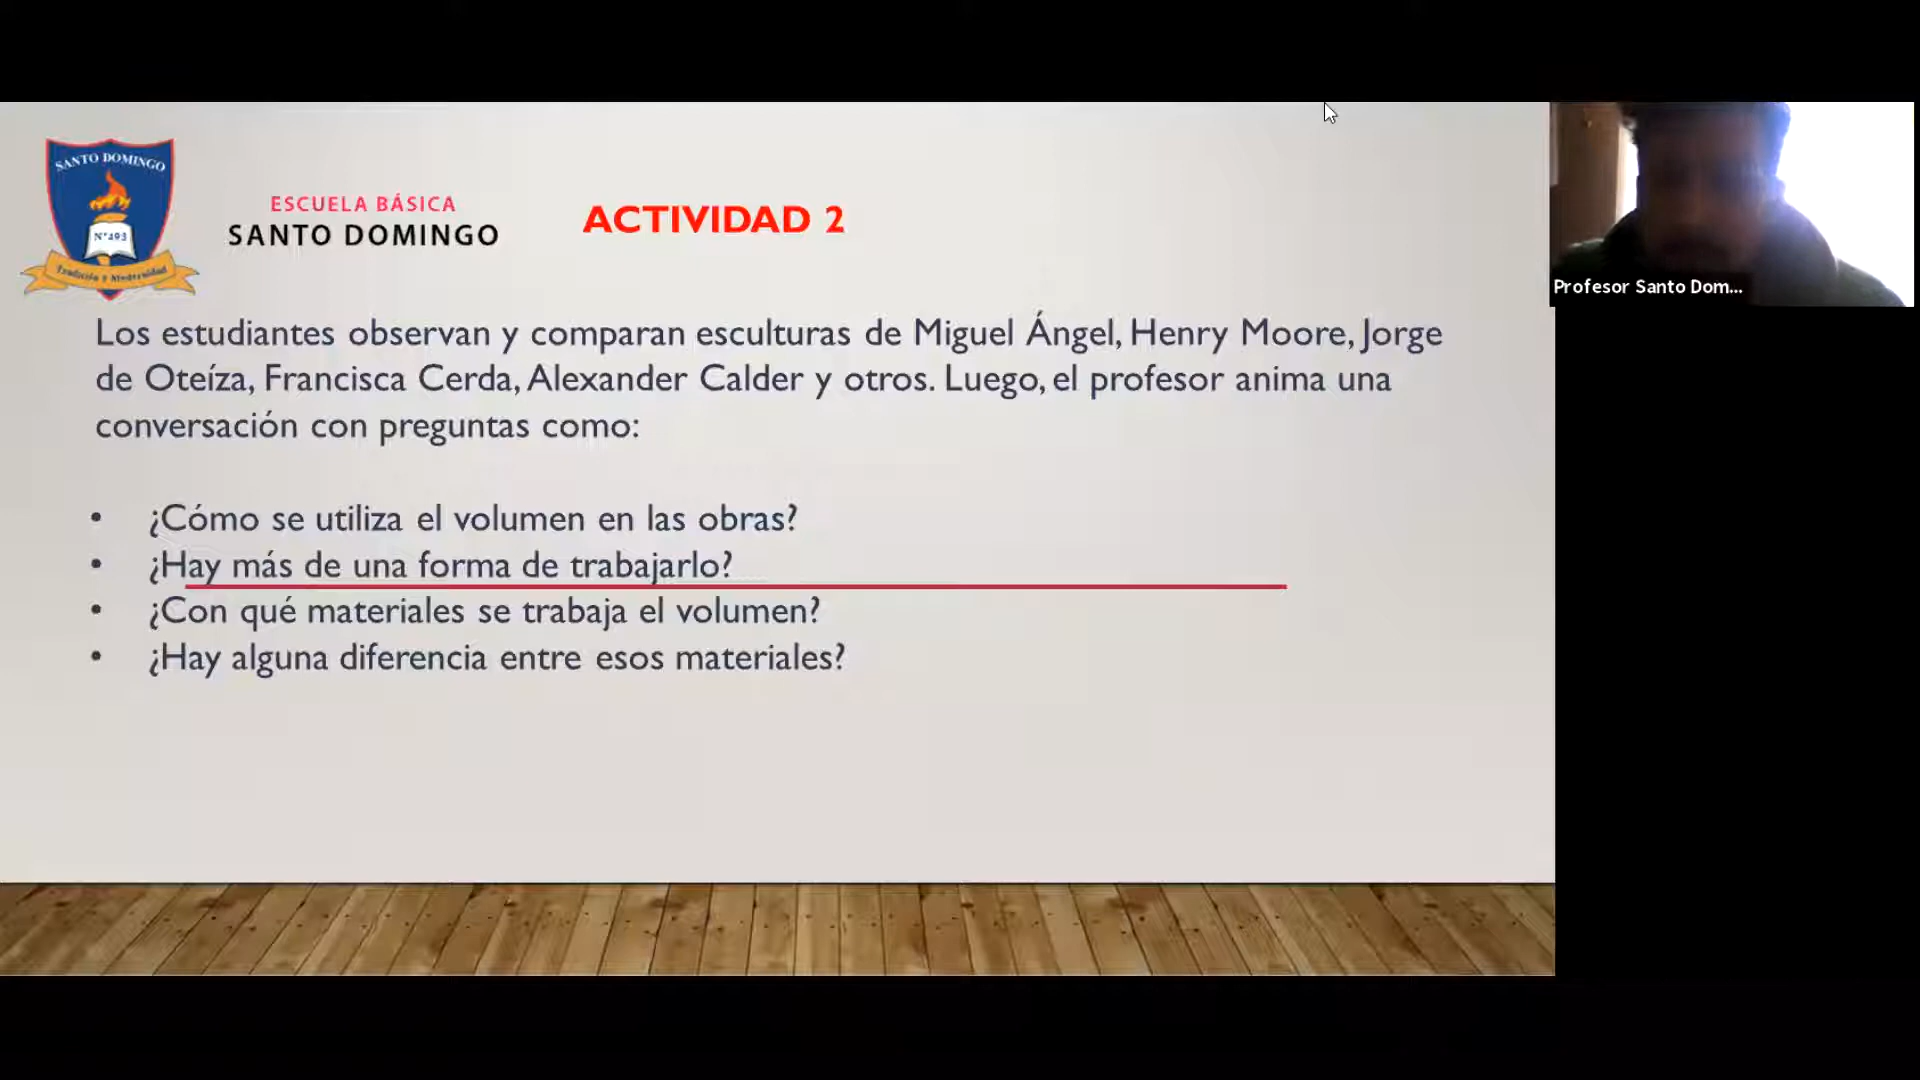 SANTO DOMINGO
N°493
Tradición y Modernidad
ESCUELA BÁSICA
SANTO DOMINGO
ACTIVIDAD 2
Los estudiantes observan y comparan esculturas de Miguel Ángel, Henry Moore, Jorge
de Oteíza, Francisca Cerda, Alexander Calder y otros. Luego, el profesor anima una
conversación con preguntas como:
• ¿Cómo se utiliza el volumen en las obras?
• ¿Hay más de una forma de trabajarlo?
• ¿Con qué materiales se trabaja el volumen?
• ¿Hay alguna diferencia entre esos materiales?
Profesor Santo Dom...